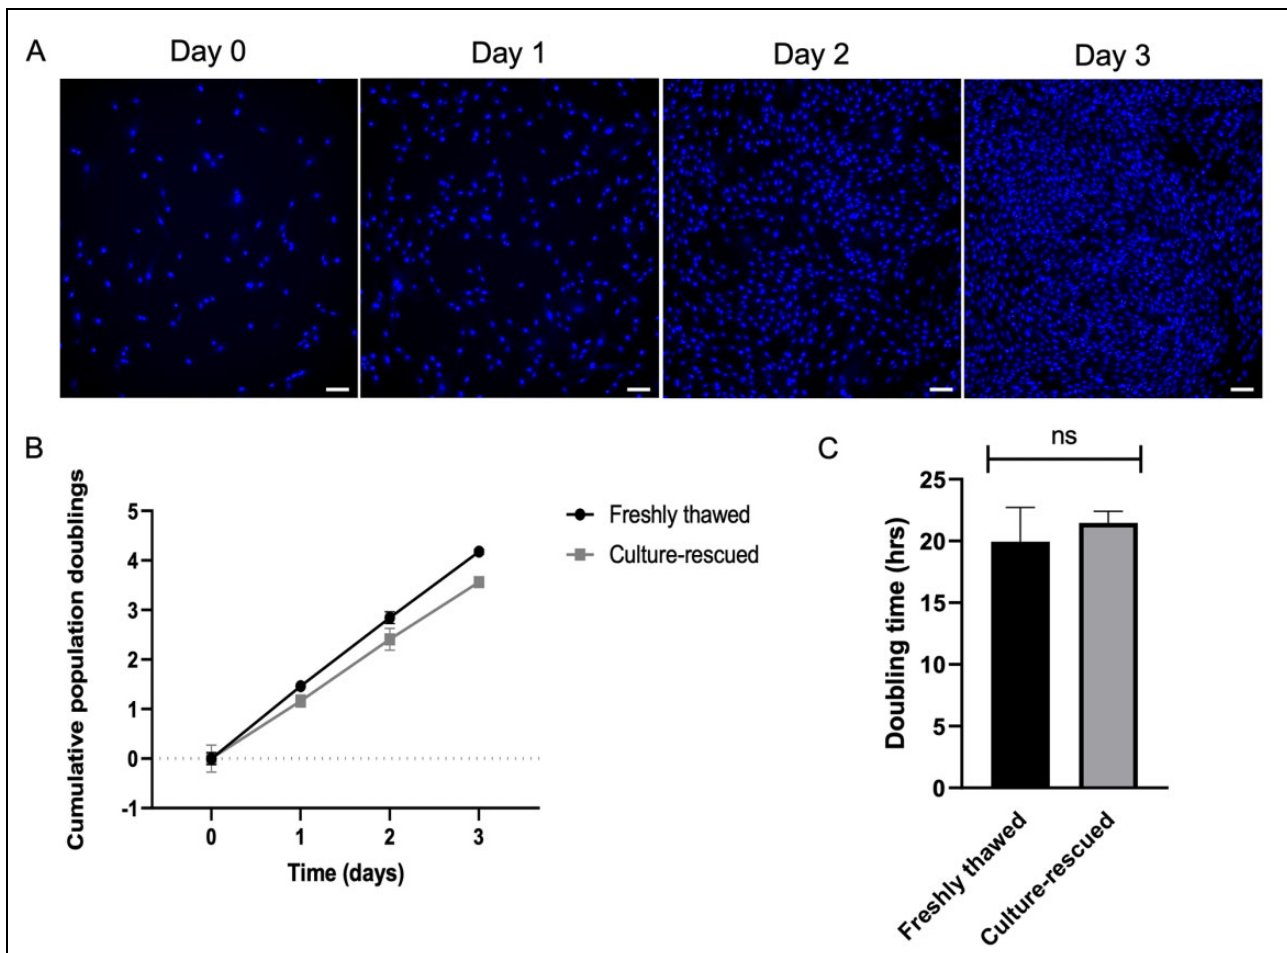 A
Day 0
Day 1
Day 2
Day 3
B
Cumulative population doublings
5
4
3
2
1
0
-1
0
1
2
3
Time (days)
Freshly thawed
Culture-rescued
C
ns
Doubling time (hrs)
25
20
15
10
5
0
Freshly thawed
Culture-rescued